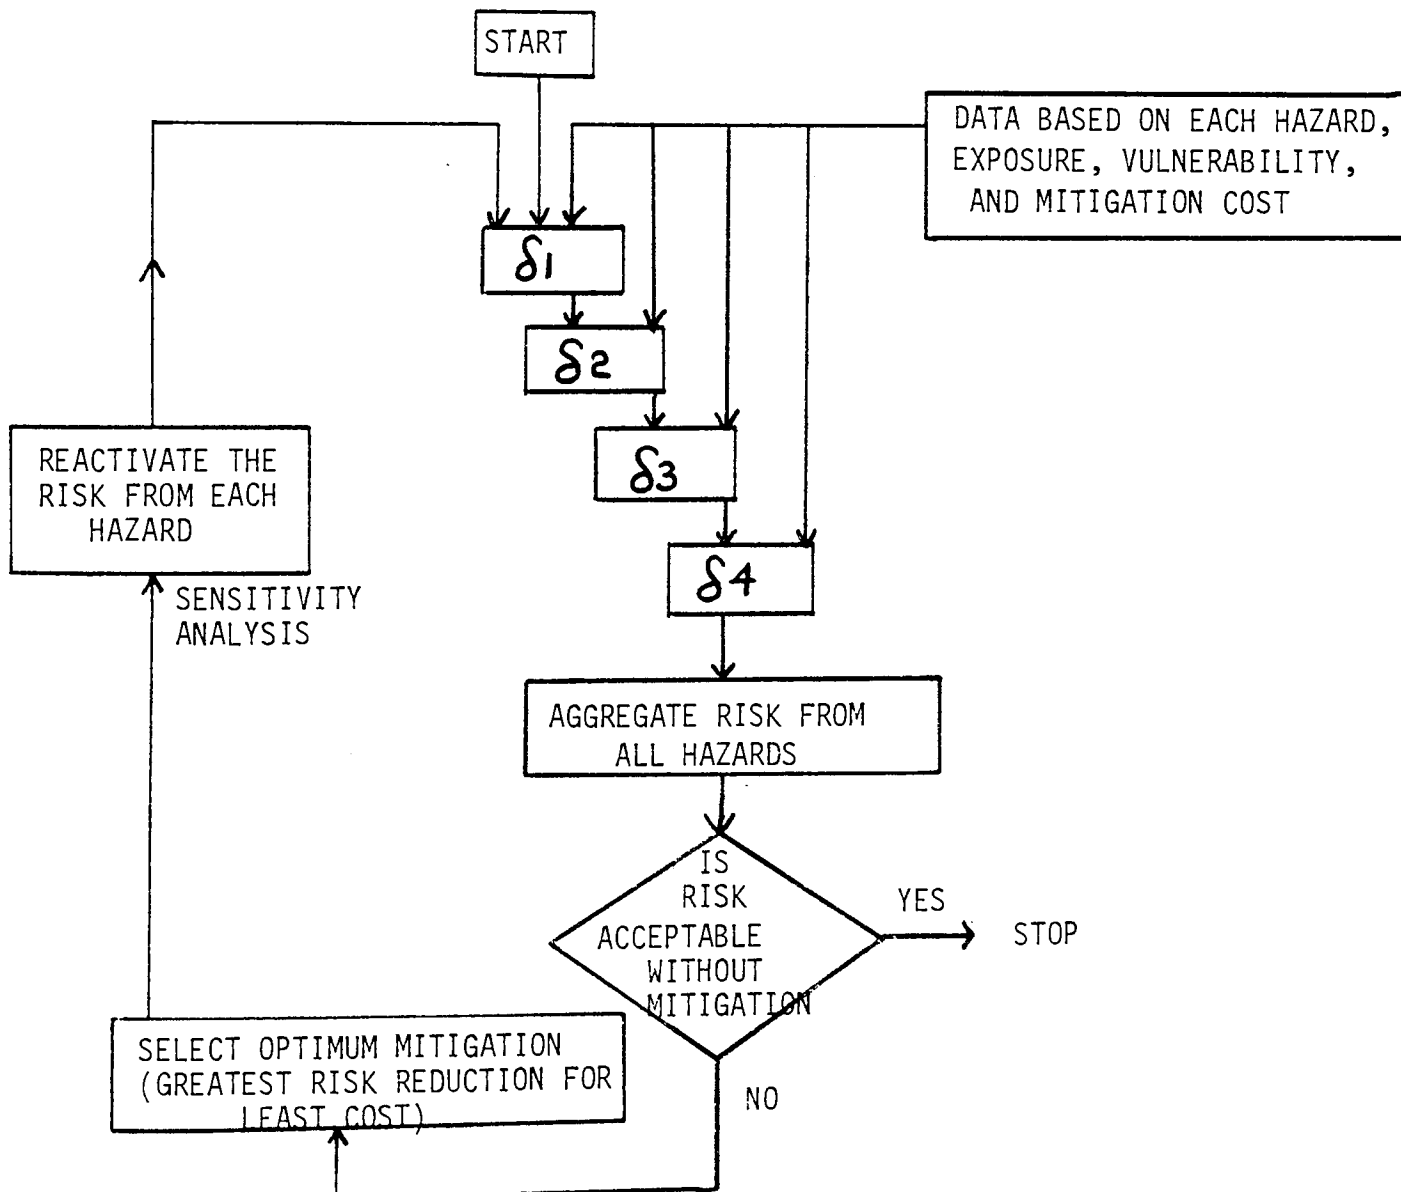 START
DATA BASED ON EACH HAZARD,
EXPOSURE, VULNERABILITY,
AND MITIGATION COST
δ1
δ2
δ3
δ4
REACTIVATE THE
RISK FROM EACH
HAZARD
SENSITIVITY
ANALYSIS
AGGREGATE RISK FROM
ALL HAZARDS
IS
RISK
ACCEPTABLE
WITHOUT
MITIGATION
YES
STOP
NO
SELECT OPTIMUM MITIGATION
(GREATEST RISK REDUCTION FOR
LEAST COST)